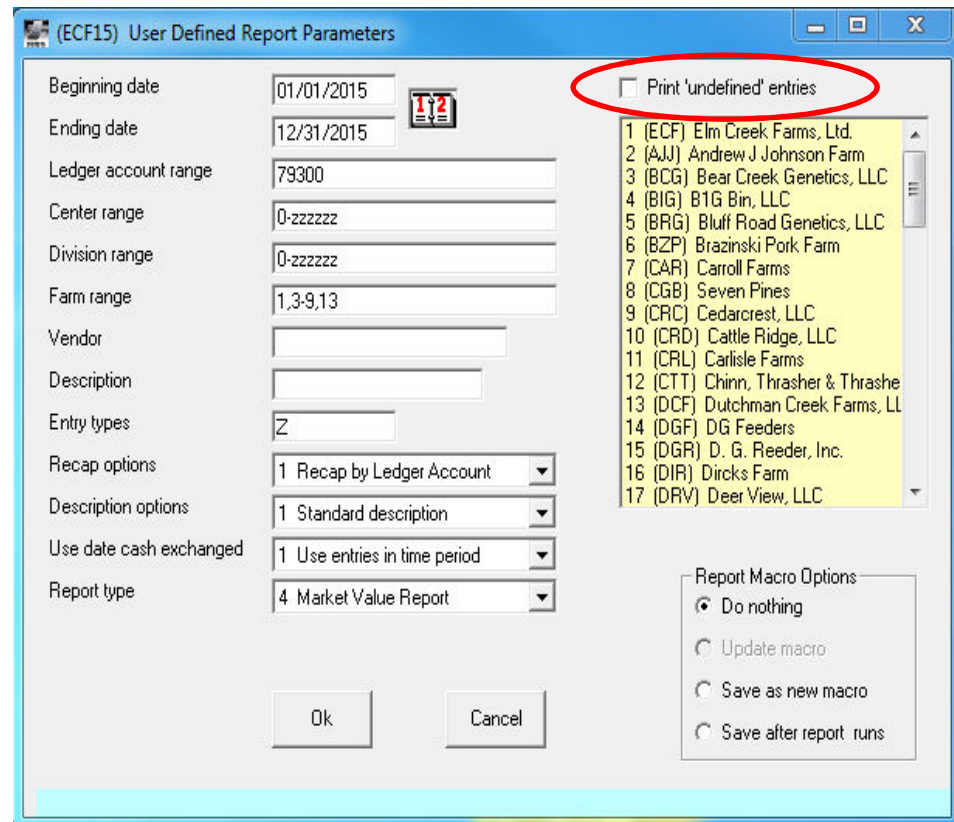 (ECF15) User Defined Report Parameters
Beginning date 01/01/2015
Ending date 12/31/2015
Ledger account range 79300
Center range 0-zzzzzz
Division range 0-zzzzzz
Farm range 1,3-9,13
Vendor
Description
Entry types Z
Recap options 1 Recap by Ledger Account
Description options 1 Standard description
Use date cash exchanged 1 Use entries in time period
Report type 4 Market Value Report
Ok Cancel
Print 'undefined' entries
1 (ECF) Elm Creek Farms, Ltd.
2 (AJJ) Andrew J Johnson Farm
3 (BCG) Bear Creek Genetics, LLC
4 (BIG) B1G Bin, LLC
5 (BRG) Bluff Road Genetics, LLC
6 (BZP) Brazinski Pork Farm
7 (CAR) Carroll Farms
8 (CGB) Seven Pines
9 (CRC) Cedarcrest, LLC
10 (CRD) Cattle Ridge, LLC
11 (CRL) Carlisle Farms
12 (CTT) Chinn, Thrasher & Thrashe
13 (DCF) Dutchman Creek Farms, LL
14 (DGF) DG Feeders
15 (DGR) D. G. Reeder, Inc.
16 (DIR) Dircks Farm
17 (DRV) Deer View, LLC
Report Macro Options
Do nothing
Update macro
Save as new macro
Save after report runs